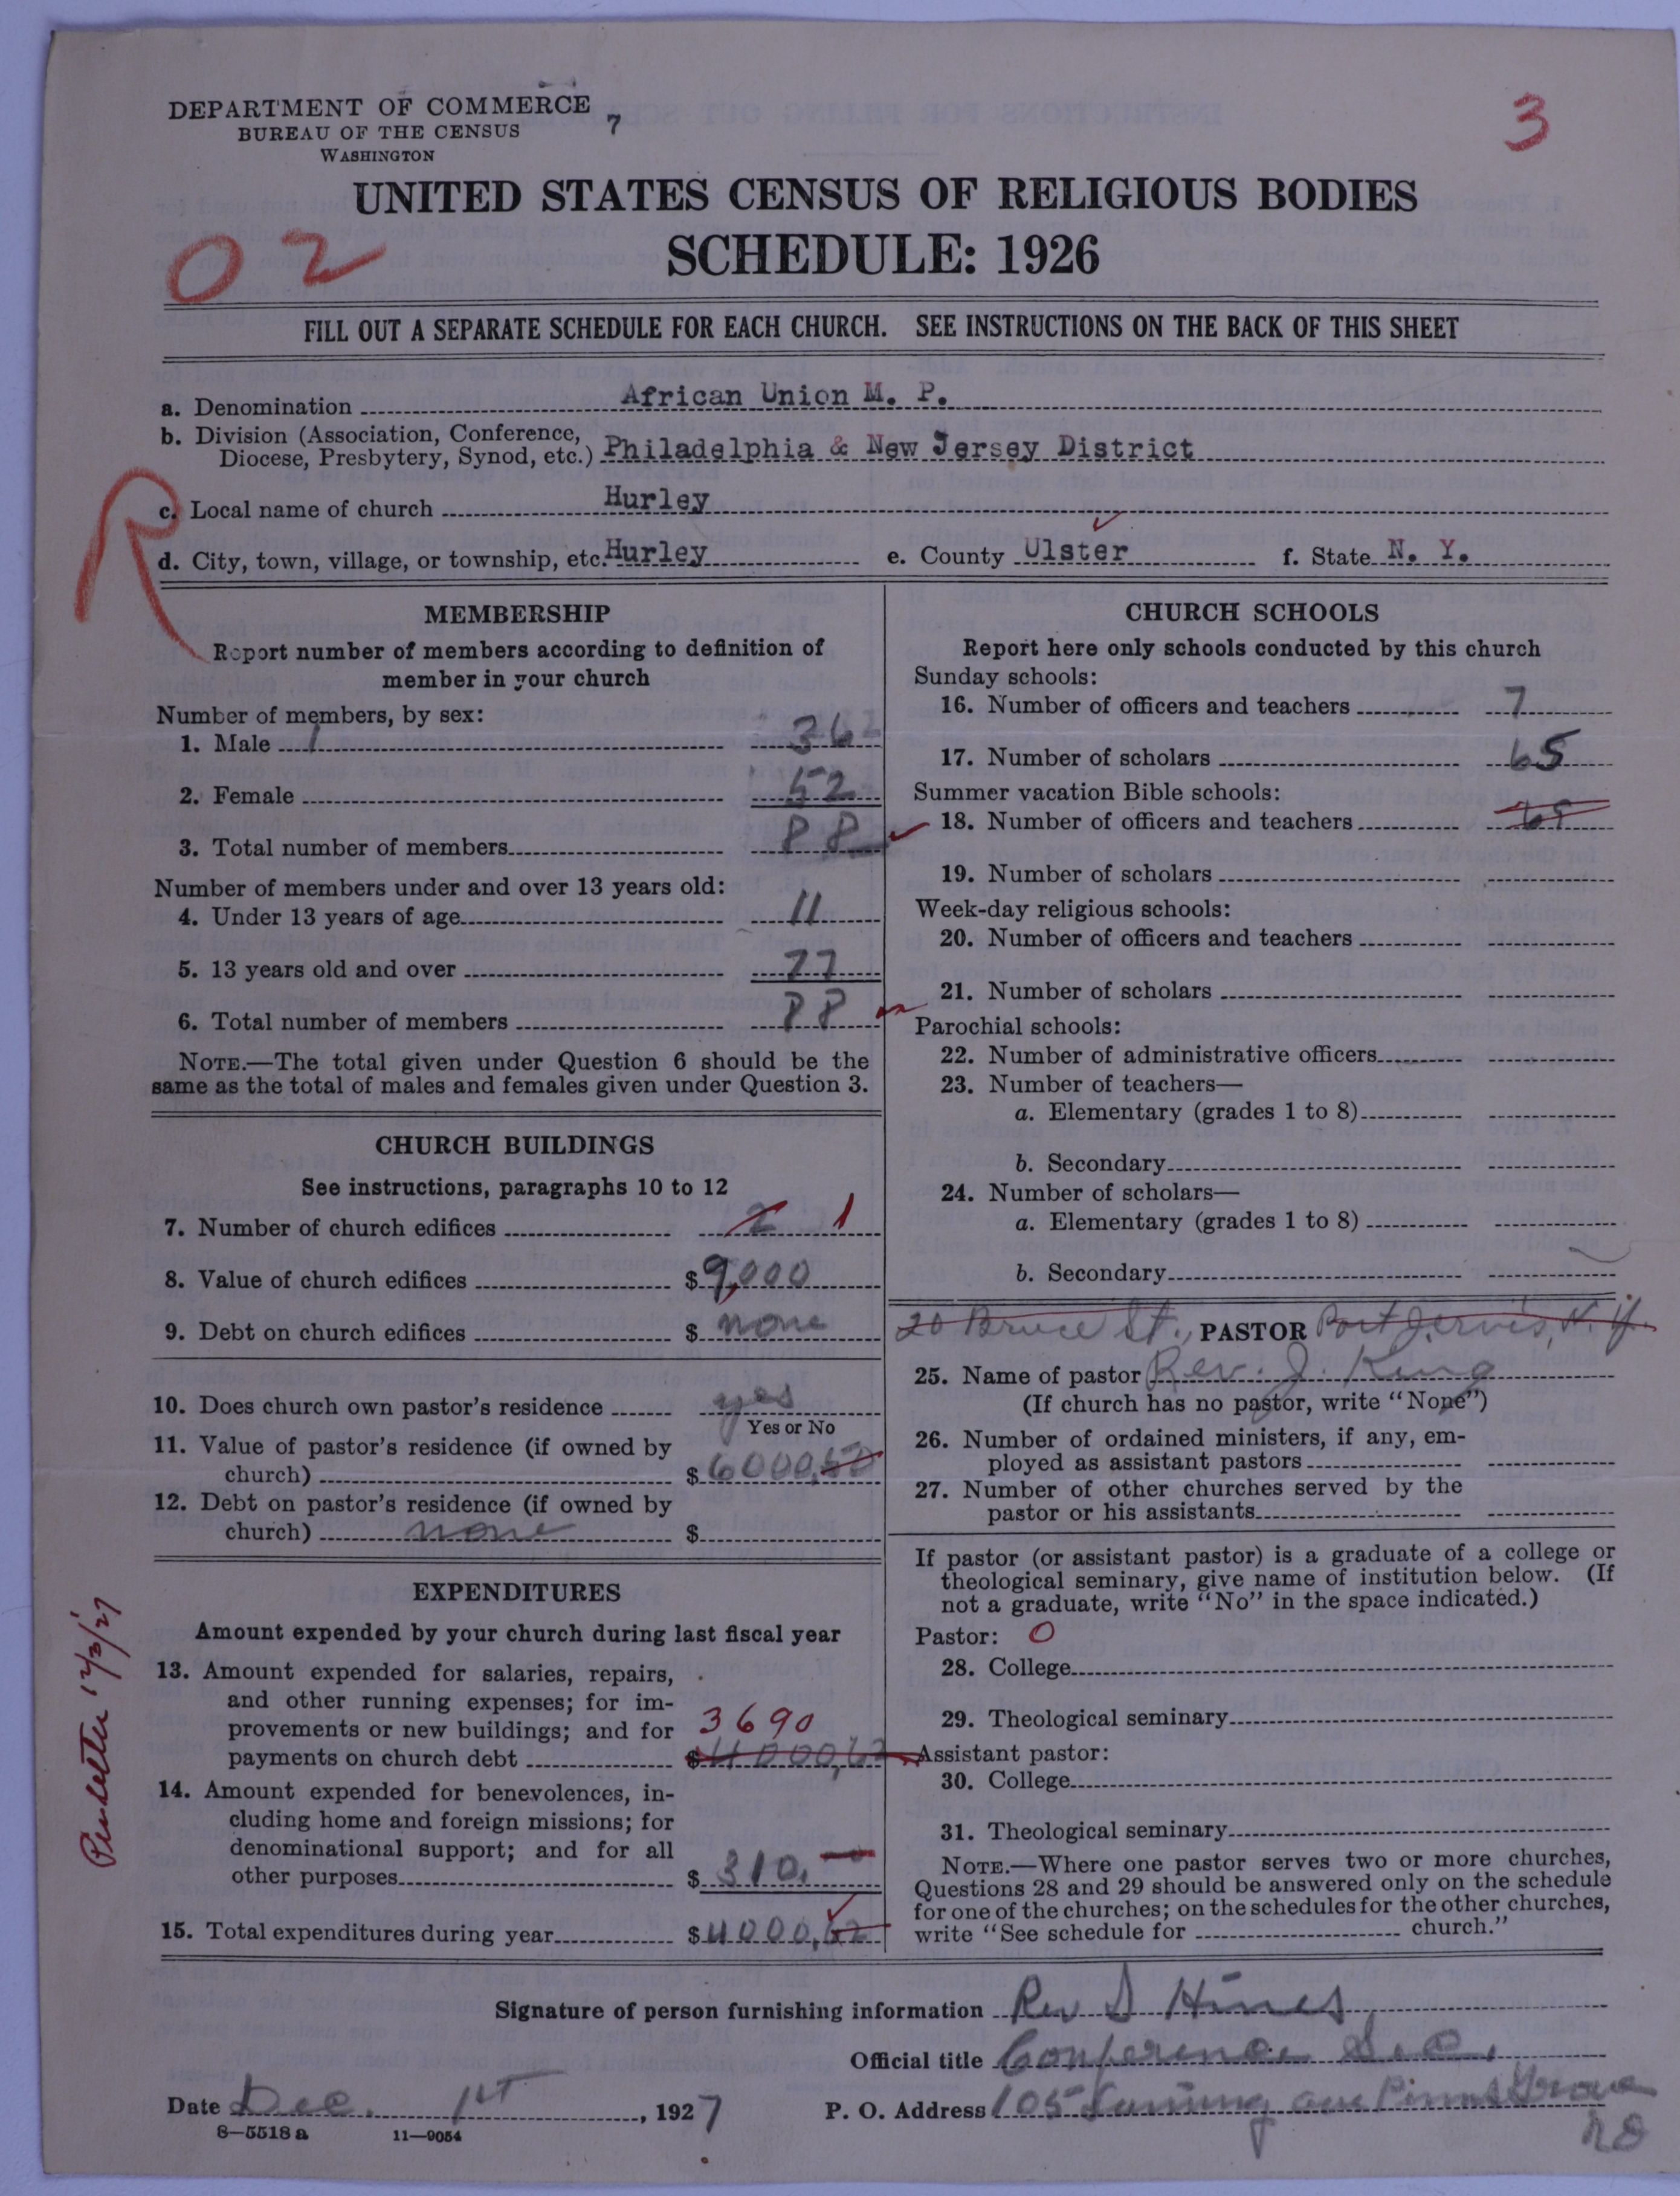 DEPARTMENT OF COMMERCE
BUREAU OF THE CENSUS
WASHINGTON
7
3
UNITED STATES CENSUS OF RELIGIOUS BODIES
SCHEDULE: 1926
02
FILL OUT A SEPARATE SCHEDULE FOR EACH CHURCH. SEE INSTRUCTIONS ON THE BACK OF THIS SHEET
a. Denomination African Union M. P.
b. Division (Association, Conference, Diocese, Presbytery, Synod, etc.) Philadelphia & New Jersey District
R
c. Local name of church Hurley
d. City, town, village, or township, etc. Hurley e. County Ulster f. State N. Y.
MEMBERSHIP
Report number of members according to definition of
member in your church
Number of members, by sex:
1. Male 36
2. Female 52
3. Total number of members 88
Number of members under and over 13 years old:
4. Under 13 years of age 11
5. 13 years old and over 77
6. Total number of members 88
NOTE.—The total given under Question 6 should be the
same as the total of males and females given under Question 3.
CHURCH BUILDINGS
See instructions, paragraphs 10 to 12
7. Number of church edifices 2 1
8. Value of church edifices $9,000
9. Debt on church edifices $ none
10. Does church own pastor's residence yes
Yes or No
11. Value of pastor's residence (if owned by
church) $6000.50
12. Debt on pastor's residence (if owned by
church) none $
EXPENDITURES
Amount expended by your church during last fiscal year
13. Amount expended for salaries, repairs,
and other running expenses; for im-
provements or new buildings; and for 3690
payments on church debt $4000,62
14. Amount expended for benevolences, in-
cluding home and foreign missions; for
denominational support; and for all
other purposes $310.
15. Total expenditures during year $4000,62
CHURCH SCHOOLS
Report here only schools conducted by this church
Sunday schools:
16. Number of officers and teachers 7
17. Number of scholars 65
Summer vacation Bible schools:
18. Number of officers and teachers 65
19. Number of scholars
Week-day religious schools:
20. Number of officers and teachers
21. Number of scholars
Parochial schools:
22. Number of administrative officers
23. Number of teachers—
a. Elementary (grades 1 to 8)
b. Secondary
24. Number of scholars—
a. Elementary (grades 1 to 8)
b. Secondary
20 Bruce St., PASTOR Port Jervis, N. Y.
25. Name of pastor Rev. J. King
(If church has no pastor, write "None")
26. Number of ordained ministers, if any, em-
ployed as assistant pastors
27. Number of other churches served by the
pastor or his assistants
If pastor (or assistant pastor) is a graduate of a college or
theological seminary, give name of institution below. (If
not a graduate, write "No" in the space indicated.)
Pastor: 0
28. College
29. Theological seminary
Assistant pastor:
30. College
31. Theological seminary
NOTE.—Where one pastor serves two or more churches,
Questions 28 and 29 should be answered only on the schedule
for one of the churches; on the schedules for the other churches,
write "See schedule for church."
Signature of person furnishing information Rev S Hines
Official title Conference Sec.
Date Dec. 1st, 1927 P. O. Address 105 ave Penns Grove
8—5518a 11—9054